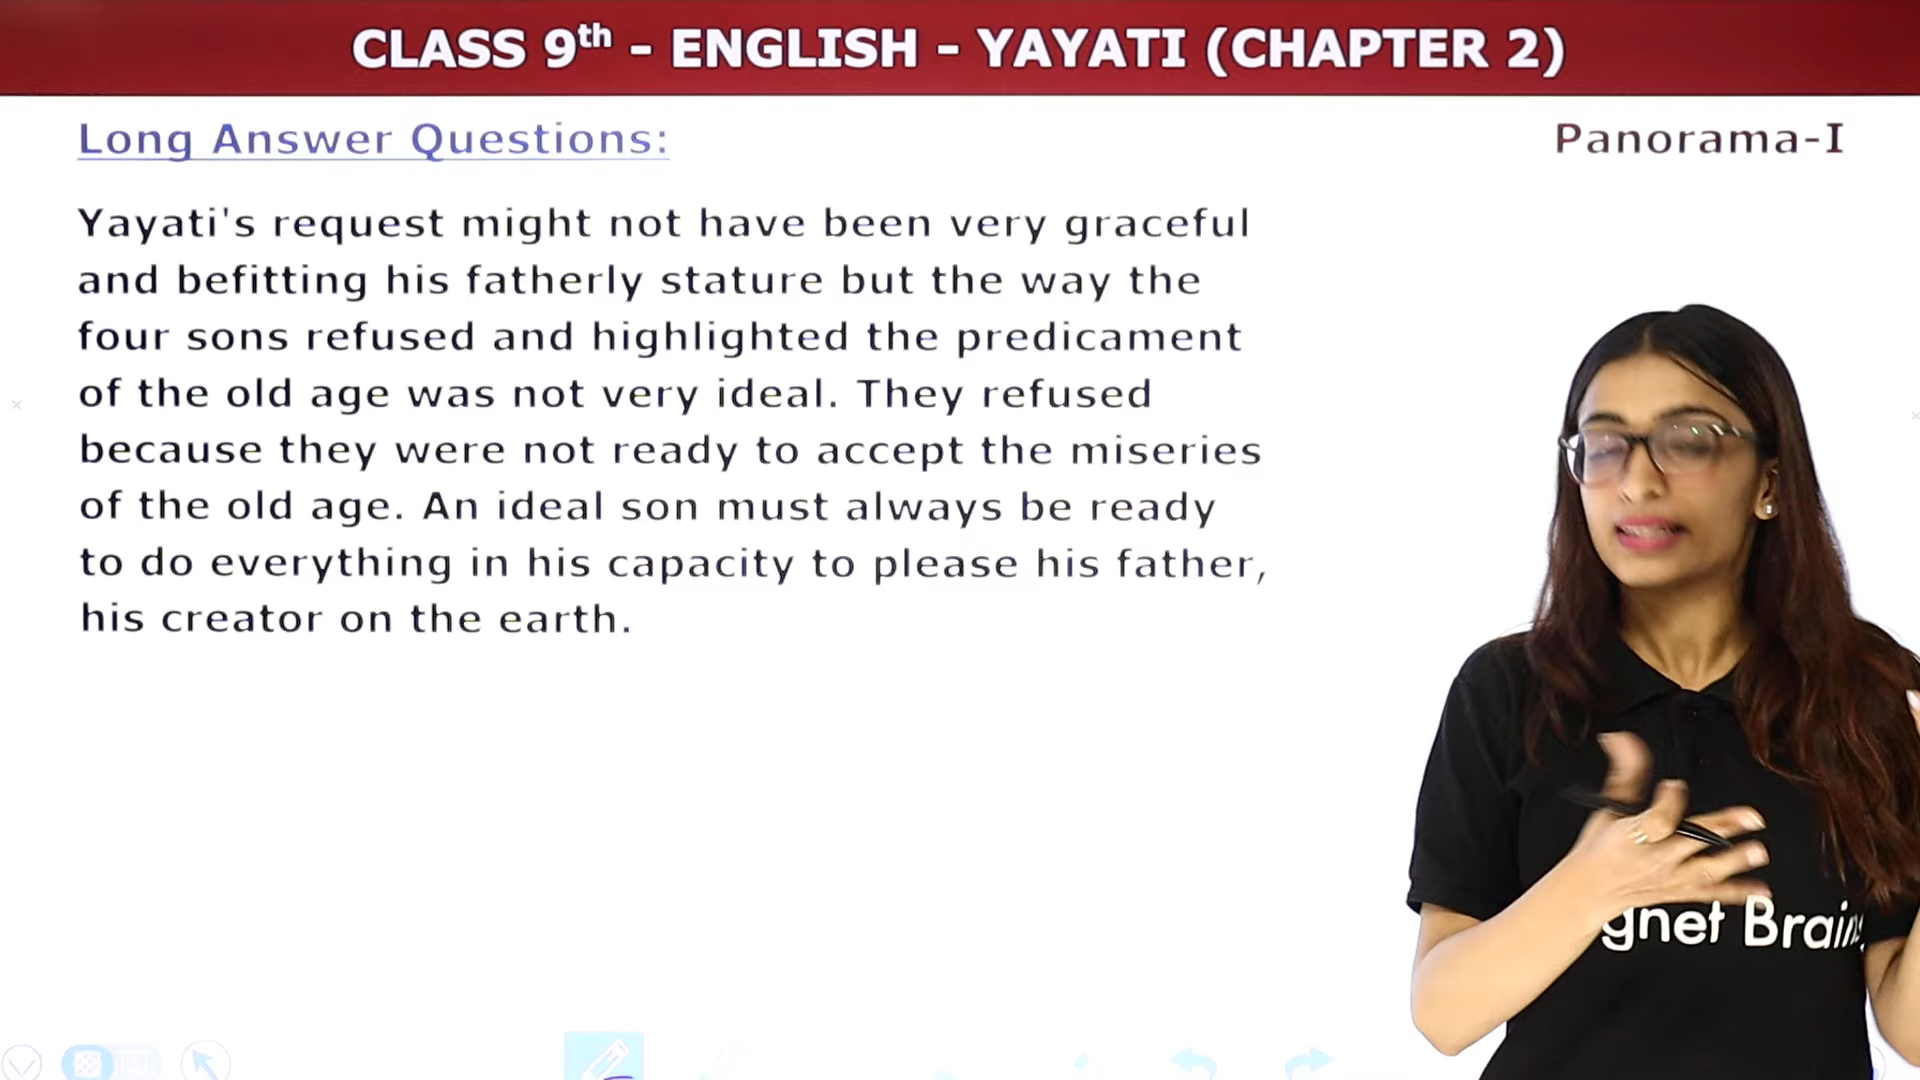 CLASS 9th - ENGLISH - YAYATI (CHAPTER 2)
Long Answer Questions:
Panorama-I
Yayati's request might not have been very graceful
and befitting his fatherly stature but the way the
four sons refused and highlighted the predicament
of the old age was not very ideal. They refused
because they were not ready to accept the miseries
of the old age. An ideal son must always be ready
to do everything in his capacity to please his father,
his creator on the earth.
gnet Brains